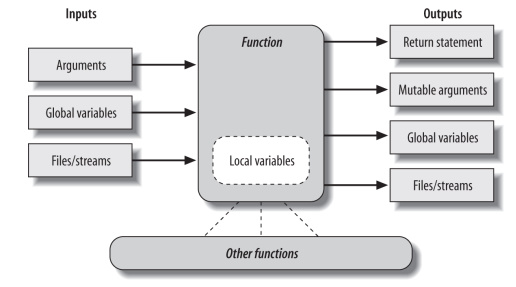 Inputs
Outputs
Function
Return statement
Arguments
Mutable arguments
Global variables
Global variables
Files/streams
Local variables
Files/streams
Other functions